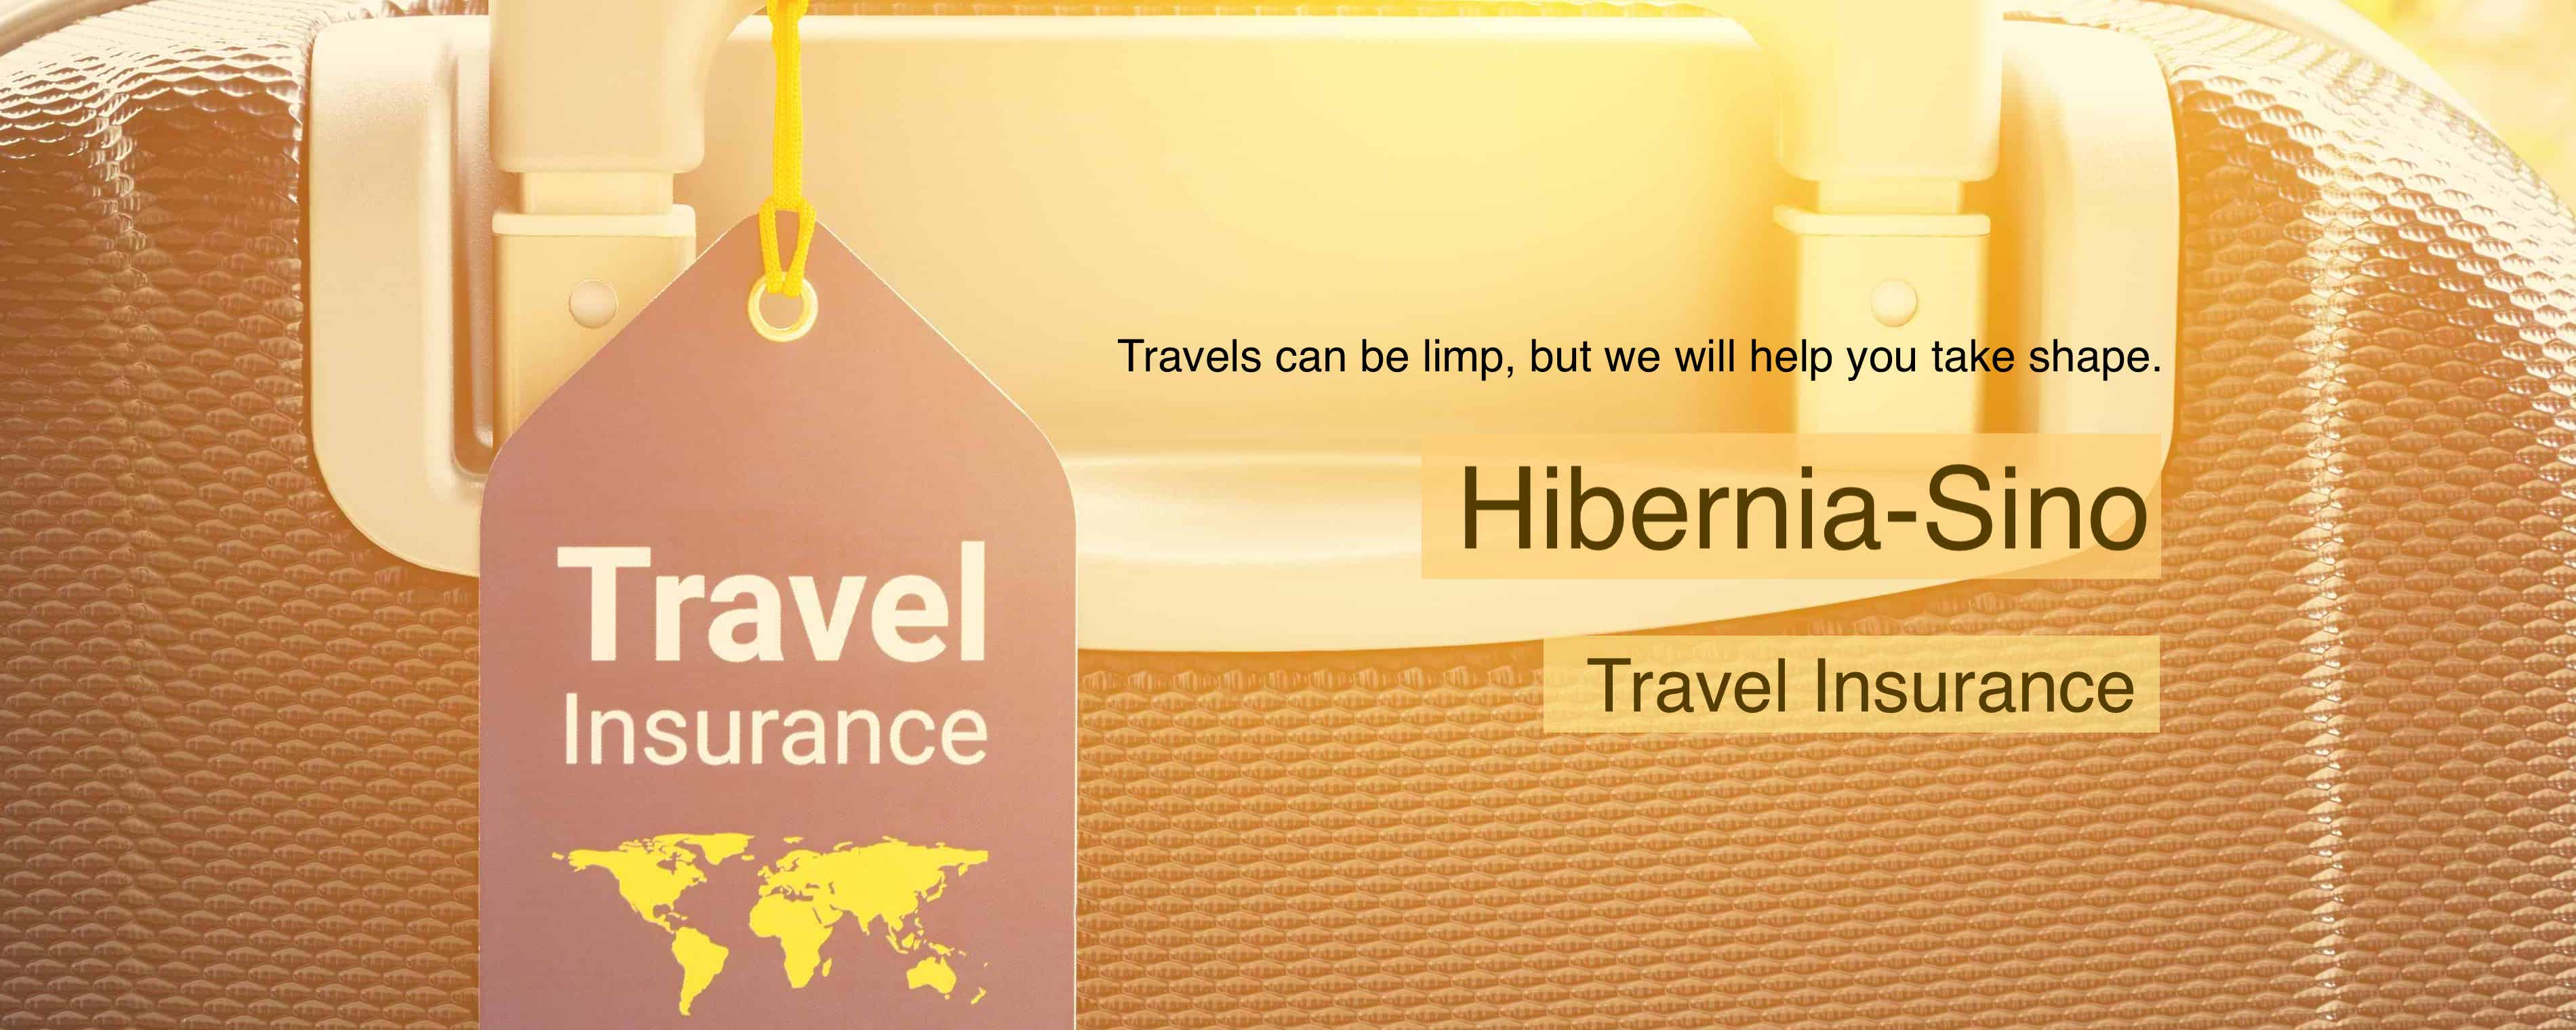 Travels can be limp, but we will help you take shape.
Hibernia-Sino
Travel Insurance
Travel
Insurance